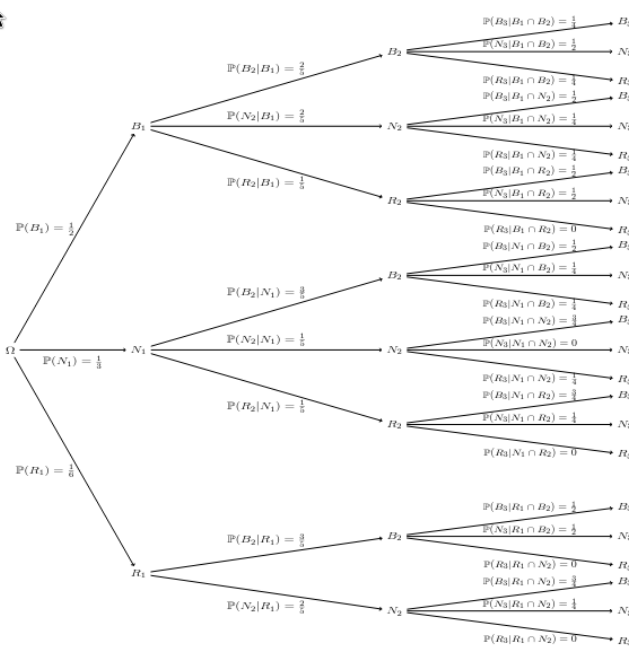 ℙ(B₃|B₁ ∩ B₂) = 1/4 B
ℙ(N₃|B₁ ∩ B₂) = 1/2 N
B₂
ℙ(B₂|B₁) = 2/5
ℙ(R₃|B₁ ∩ B₂) = 1/4 R
ℙ(B₃|B₁ ∩ N₂) = 1/2 B
ℙ(N₂|B₁) = 2/5
ℙ(N₃|B₁ ∩ N₂) = 1/4
B₁ N₂ N
ℙ(R₃|B₁ ∩ N₂) = 1/4 R
ℙ(B₃|B₁ ∩ R₂) = 1/2 B
ℙ(R₂|B₁) = 1/5
ℙ(N₃|B₁ ∩ R₂) = 1/2
R₂ N
ℙ(B₁) = 1/2
ℙ(R₃|B₁ ∩ R₂) = 0 R
ℙ(B₃|N₁ ∩ B₂) = 1/2 B
ℙ(N₃|N₁ ∩ B₂) = 1/4
B₂ N
ℙ(B₂|N₁) = 3/5
ℙ(R₃|N₁ ∩ B₂) = 1/4 R
ℙ(B₃|N₁ ∩ N₂) = 3/4 B
ℙ(N₂|N₁) = 1/5
ℙ(N₃|N₁ ∩ N₂) = 0
Ω N₁ N₂ N
ℙ(N₁) = 1/3
ℙ(R₃|N₁ ∩ N₂) = 1/4 R
ℙ(B₃|N₁ ∩ R₂) = 3/4 B
ℙ(R₂|N₁) = 1/5
ℙ(N₃|N₁ ∩ R₂) = 1/4
R₂ N
ℙ(R₃|N₁ ∩ R₂) = 0 R
ℙ(R₁) = 1/6
ℙ(B₃|R₁ ∩ B₂) = 1/2 B
ℙ(N₃|R₁ ∩ B₂) = 1/2
B₂ N
ℙ(B₂|R₁) = 3/5
ℙ(R₃|R₁ ∩ B₂) = 0 R
R₁
ℙ(B₃|R₁ ∩ N₂) = 3/4 B
ℙ(N₂|R₁) = 2/5
ℙ(N₃|R₁ ∩ N₂) = 1/4
N₂ N
ℙ(R₃|R₁ ∩ N₂) = 0 R